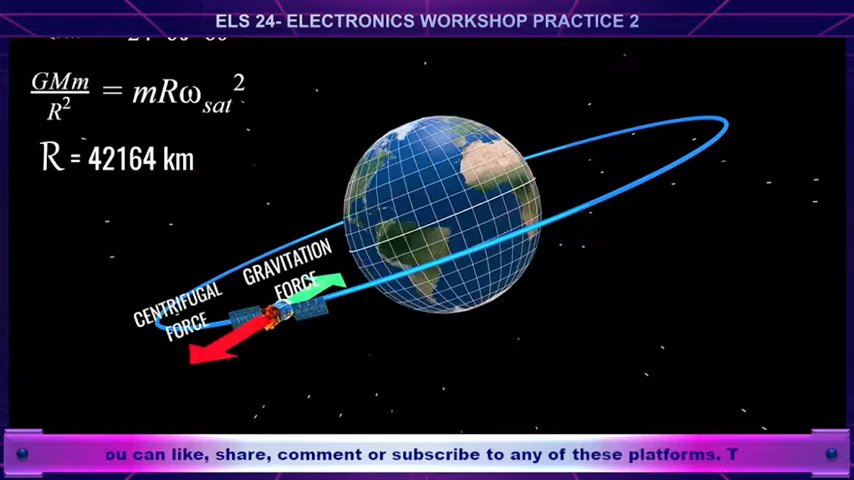 ELS 24- ELECTRONICS WORKSHOP PRACTICE 2
GMm/R² = mRω_sat²
R = 42164 km
GRAVITATION
FORCE
CENTRIFUGAL
FORCE
ou can like, share, comment or subscribe to any of these platforms. T